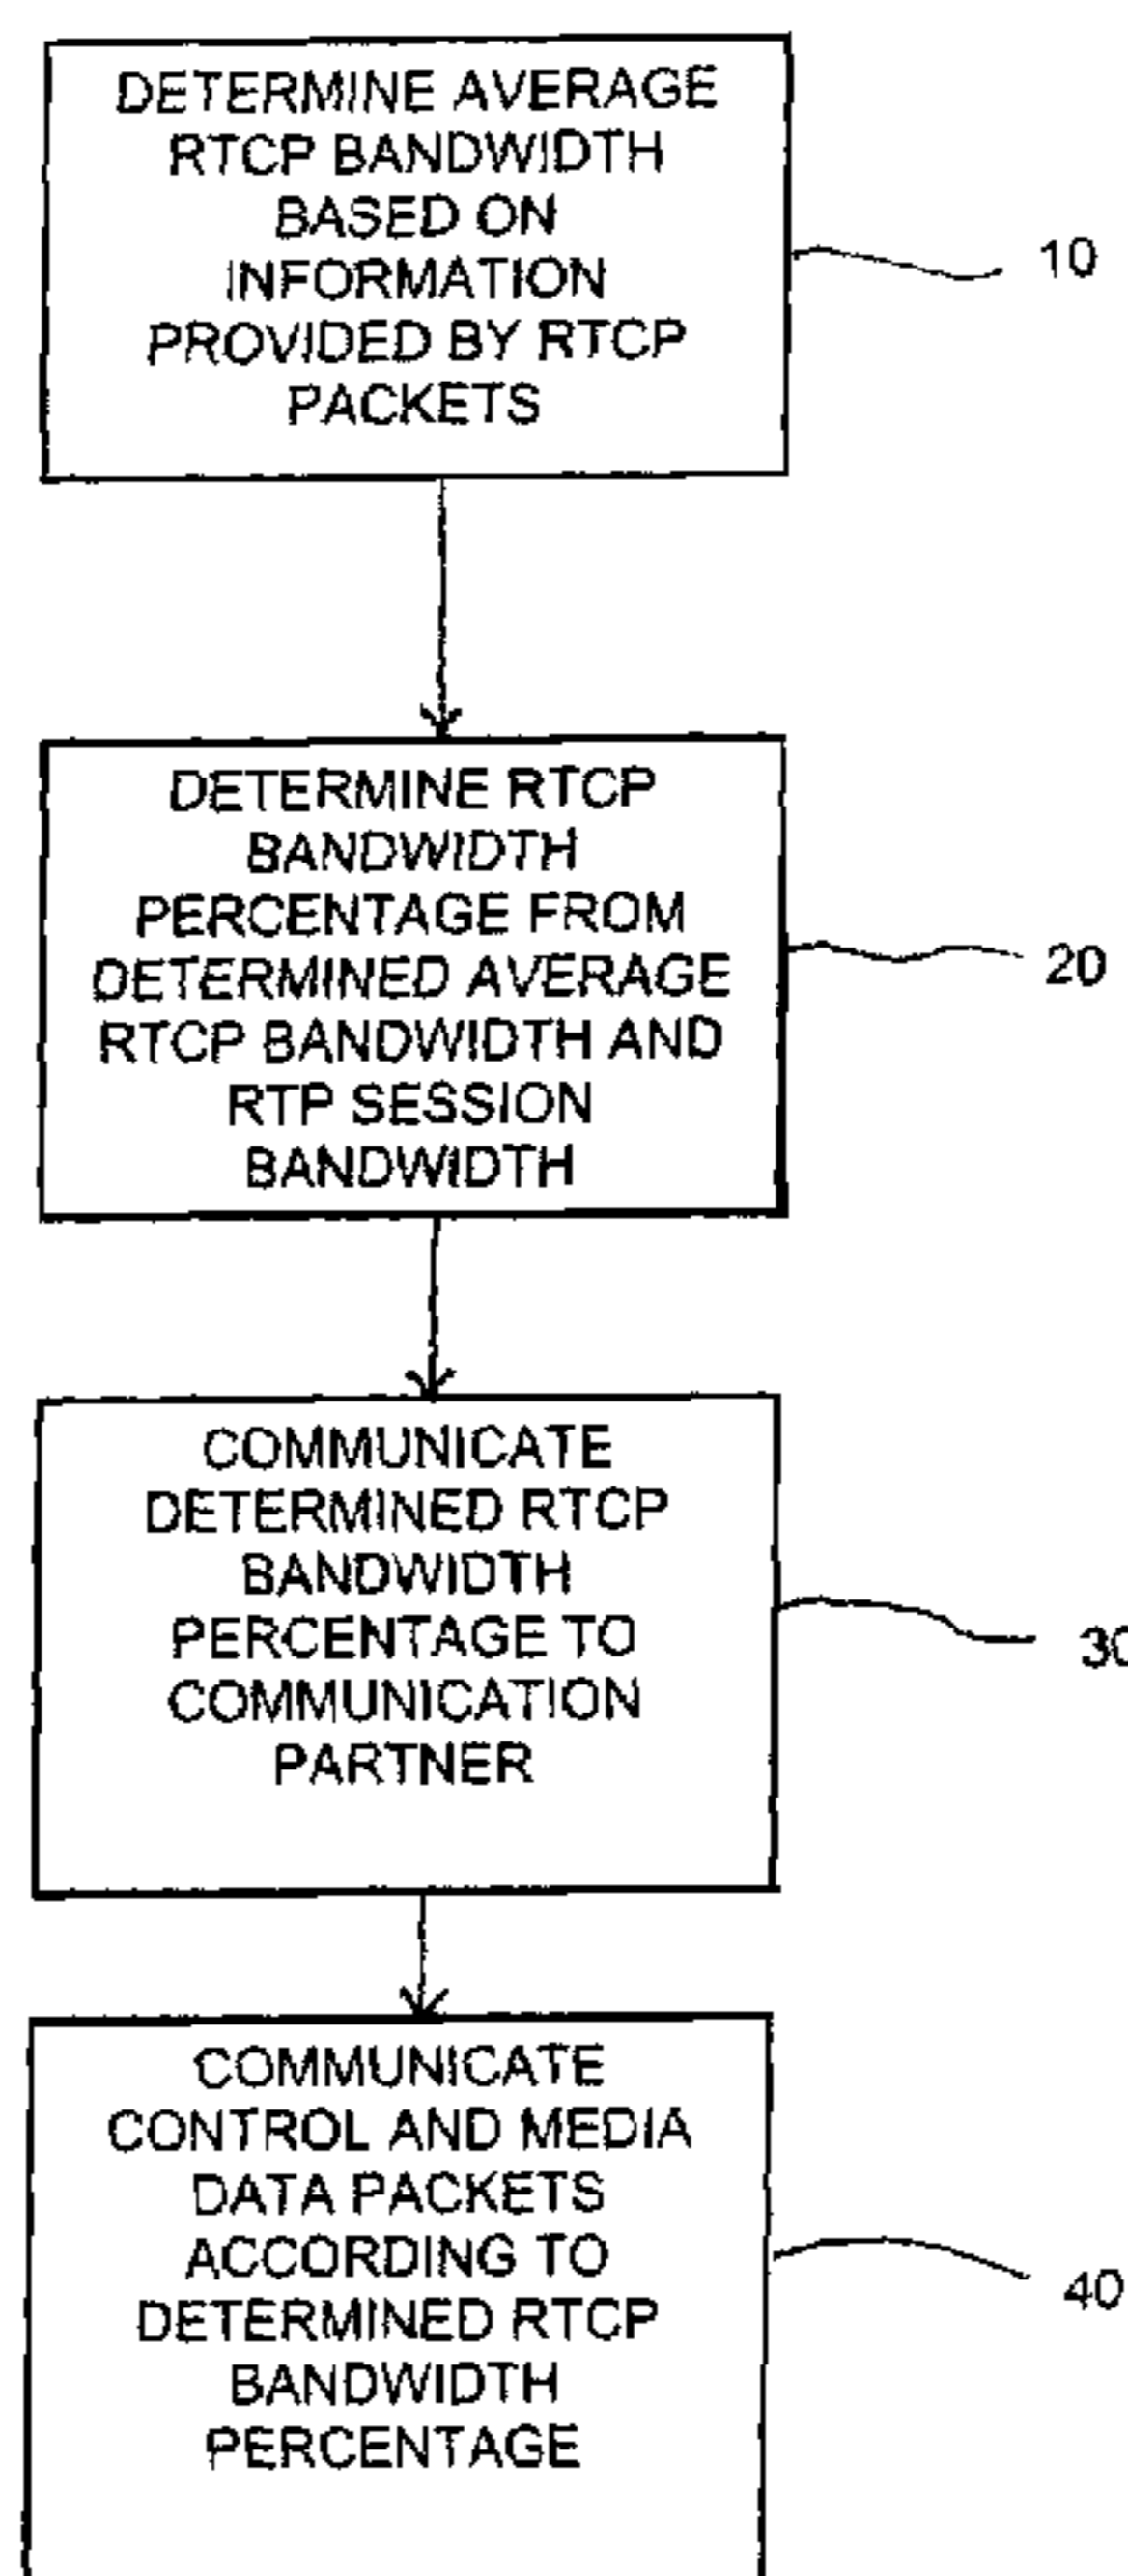 DETERMINE AVERAGE
RTCP BANDWIDTH
BASED ON
INFORMATION
PROVIDED BY RTCP
PACKETS
10
DETERMINE RTCP
BANDWIDTH
PERCENTAGE FROM
DETERMINED AVERAGE
RTCP BANDWIDTH AND
RTP SESSION
BANDWIDTH
20
COMMUNICATE
DETERMINED RTCP
BANDWIDTH
PERCENTAGE TO
COMMUNICATION
PARTNER
30
COMMUNICATE
CONTROL AND MEDIA
DATA PACKETS
ACCORDING TO
DETERMINED RTCP
BANDWIDTH
PERCENTAGE
40